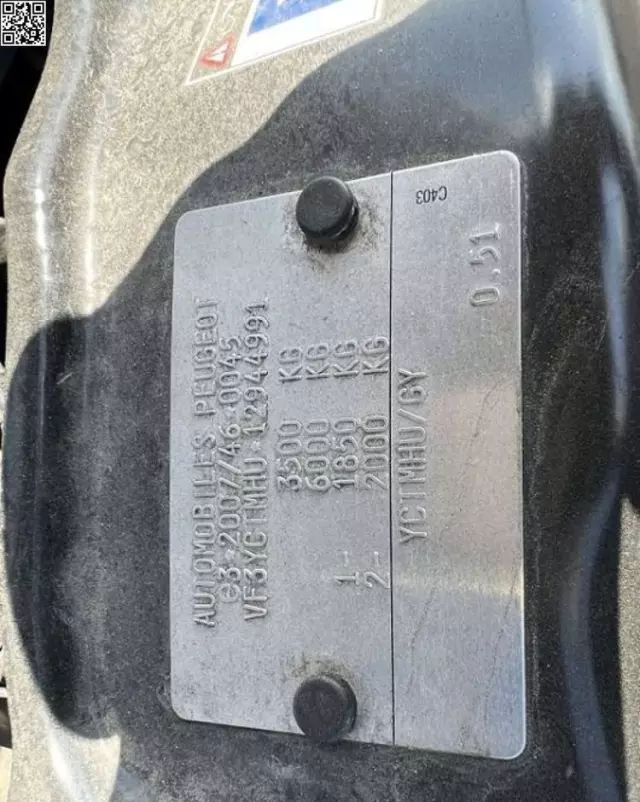 AUTOMOBILES PEUGEOT
e3*2007/46*0045
VF3YCTMHU*12944991
3500 KG
6000 KG
1- 1850 KG
2- 2000 KG
YCTMHU/GY
0.51
C403